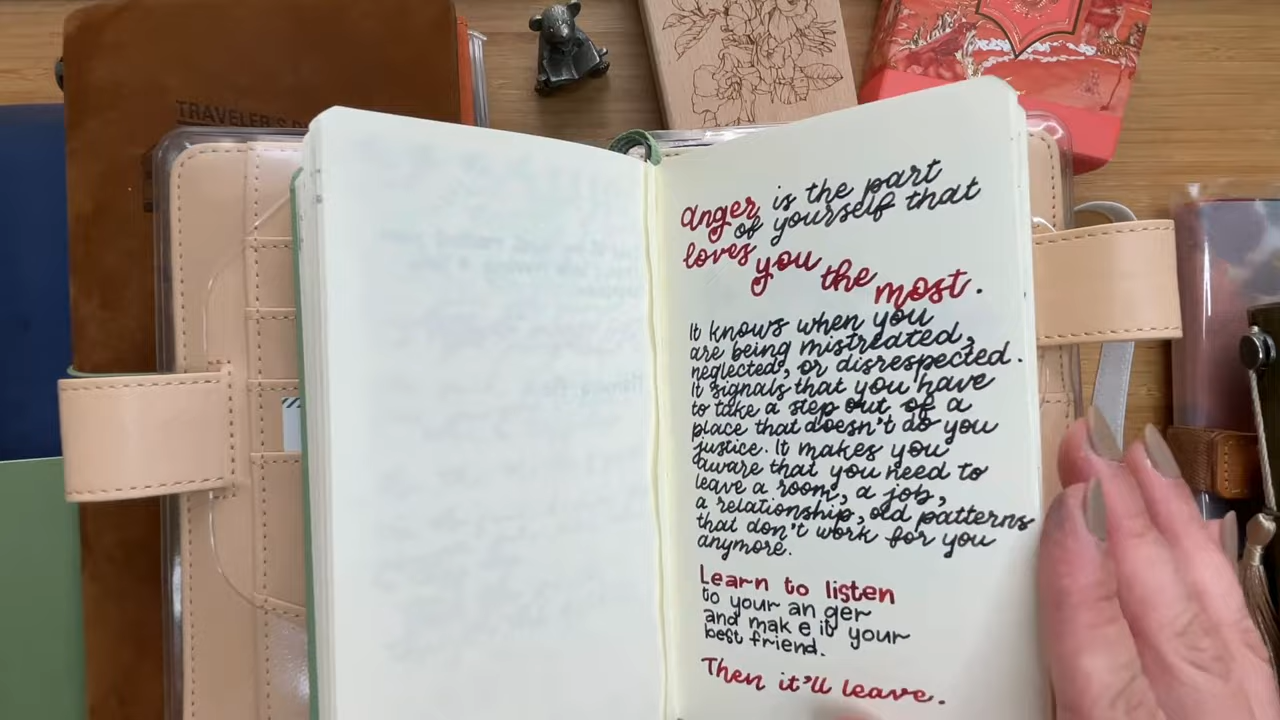 TRAVELER'S
anger is the part
of yourself that
loves you the most.
It knows when you
are being mistreated,
neglected, or disrespected.
It signals that you have
to take a step out of a
place that doesn't do you
justice. It makes you
aware that you need to
leave a room, a job,
a relationship, old patterns
that don't work for you
anymore.
Learn to listen
to your an ger
and make it your
best friend.
Then it'll leave.